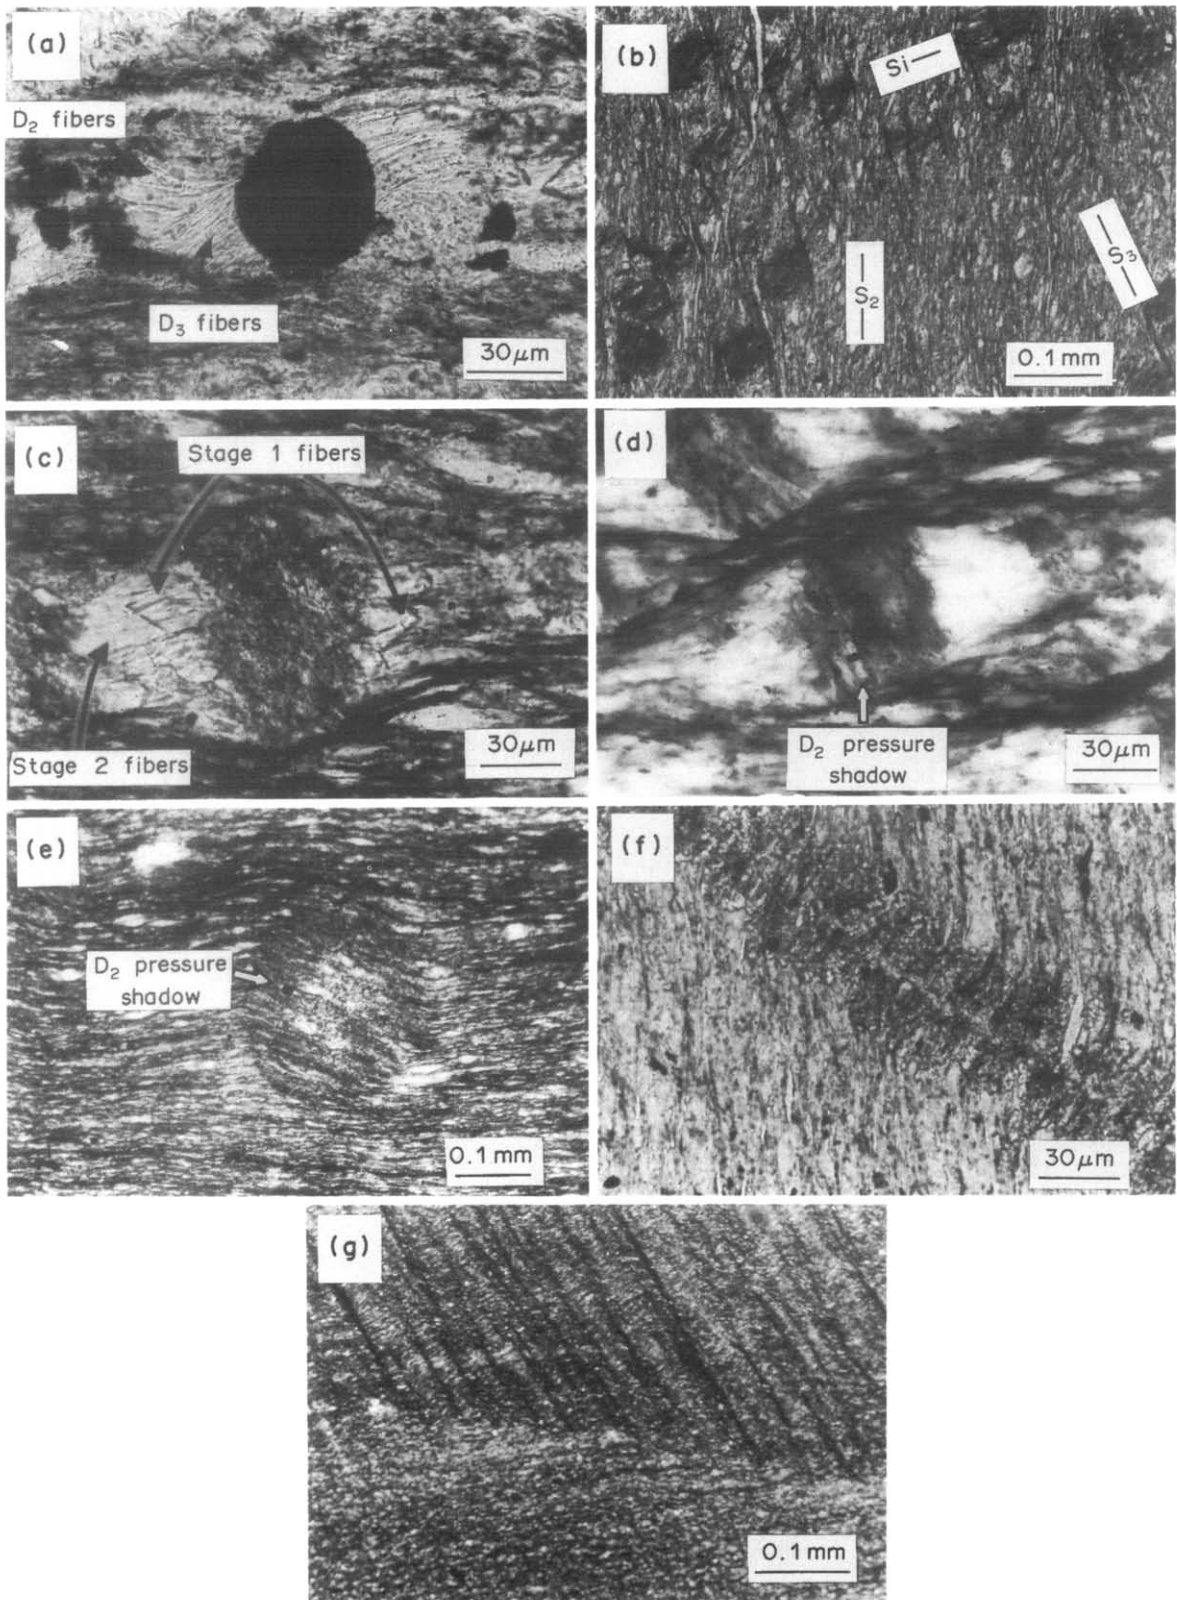 (a)
D₂ fibers
D₃ fibers
30μm
(b)
Si
S₂
S₃
0.1 mm
(c)
Stage 1 fibers
Stage 2 fibers
30μm
(d)
D₂ pressure
shadow
30μm
(e)
D₂ pressure
shadow
0.1 mm
(f)
30μm
(g)
0.1 mm